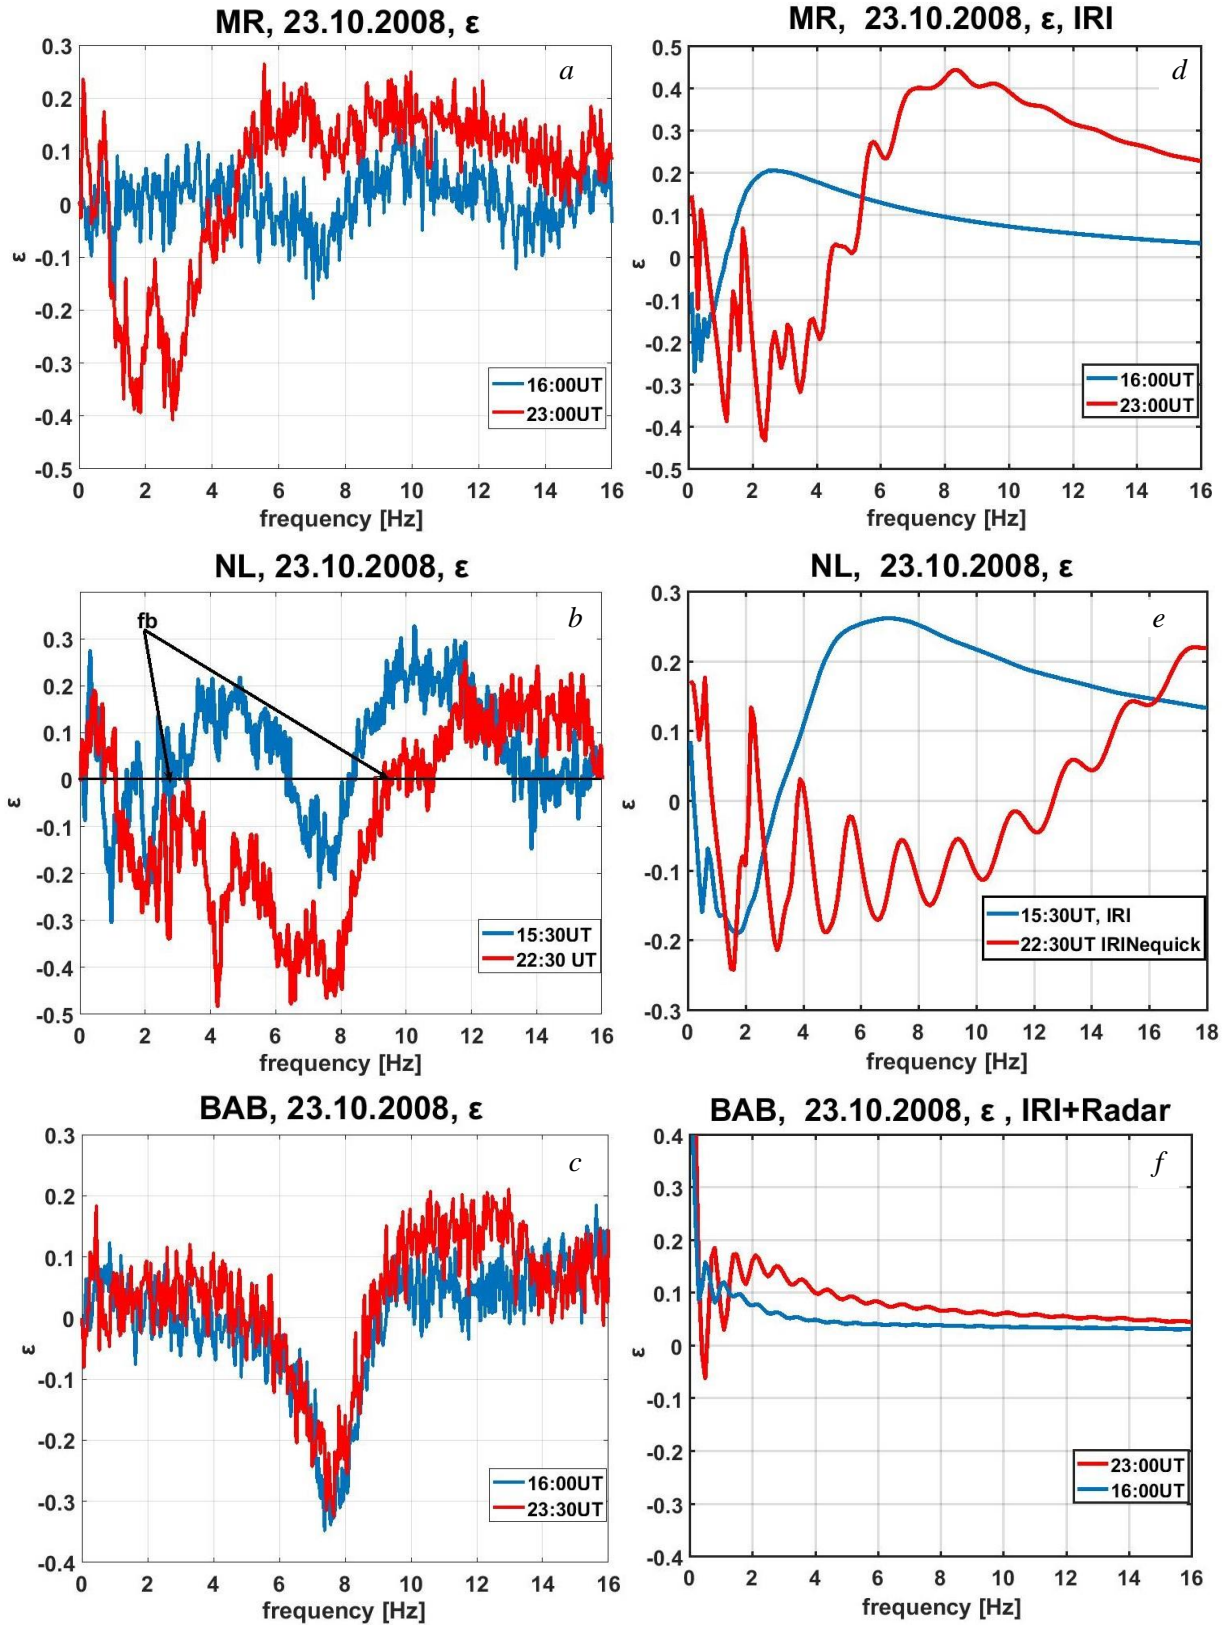 MR, 23.10.2008, ε
a
0.3
0.2
0.1
0
-0.1
-0.2
-0.3
-0.4
-0.5
ε
16:00UT
23:00UT
0 2 4 6 8 10 12 14 16
frequency [Hz]
MR, 23.10.2008, ε, IRI
d
0.5
0.4
0.3
0.2
0.1
0
-0.1
-0.2
-0.3
-0.4
-0.5
ε
16:00UT
23:00UT
0 2 4 6 8 10 12 14 16
frequency [Hz]
NL, 23.10.2008, ε
b
fb
0.3
0.2
0.1
0
-0.1
-0.2
-0.3
-0.4
-0.5
ε
15:30UT
22:30 UT
0 2 4 6 8 10 12 14 16
frequency [Hz]
NL, 23.10.2008, ε
e
0.3
0.2
0.1
0
-0.1
-0.2
-0.3
ε
15:30UT, IRI
22:30UT IRINequick
0 2 4 6 8 10 12 14 16 18
frequency [Hz]
BAB, 23.10.2008, ε
c
0.3
0.2
0.1
0
-0.1
-0.2
-0.3
-0.4
ε
16:00UT
23:30UT
0 2 4 6 8 10 12 14 16
frequency [Hz]
BAB, 23.10.2008, ε , IRI+Radar
f
0.4
0.3
0.2
0.1
0
-0.1
-0.2
-0.3
-0.4
ε
23:00UT
16:00UT
0 2 4 6 8 10 12 14 16
frequency [Hz]